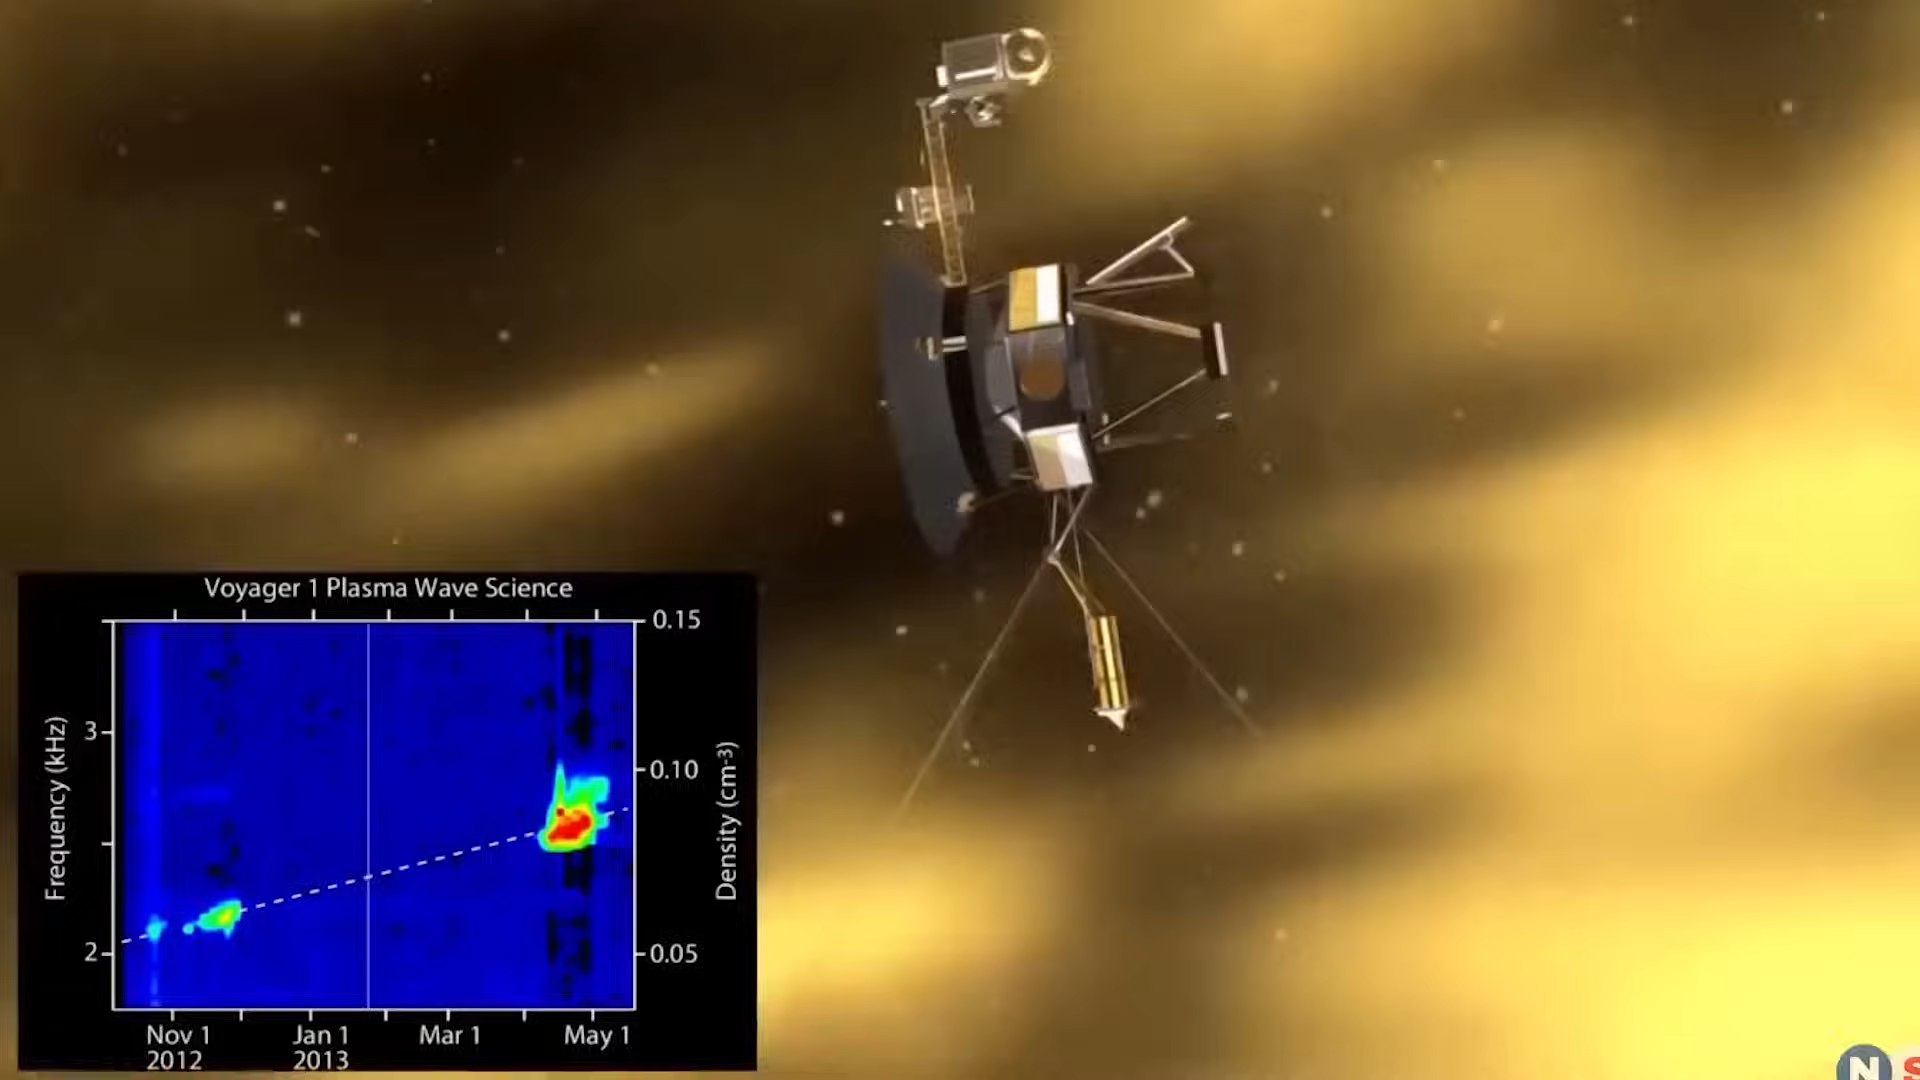 Voyager 1 Plasma Wave Science
0.15
3
0.10
Frequency (kHz)
Density (cm-3)
2
0.05
Nov 1 Jan 1 Mar 1 May 1
2012 2013
N S